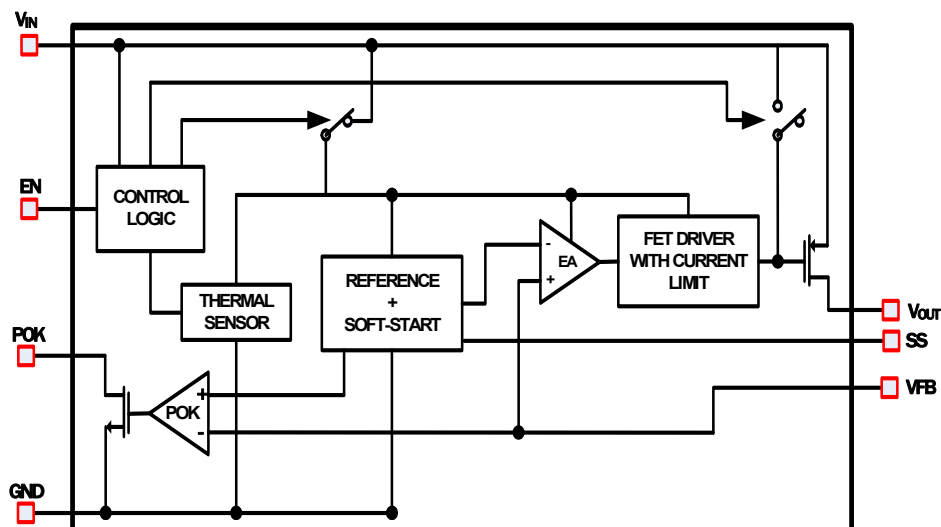 VIN
EN
CONTROL
LOGIC
THERMAL
SENSOR
REFERENCE
+
SOFT-START
-
EA
+
FET DRIVER
WITH CURRENT
LIMIT
VOUT
SS
VFB
POK
+
POK
-
GND